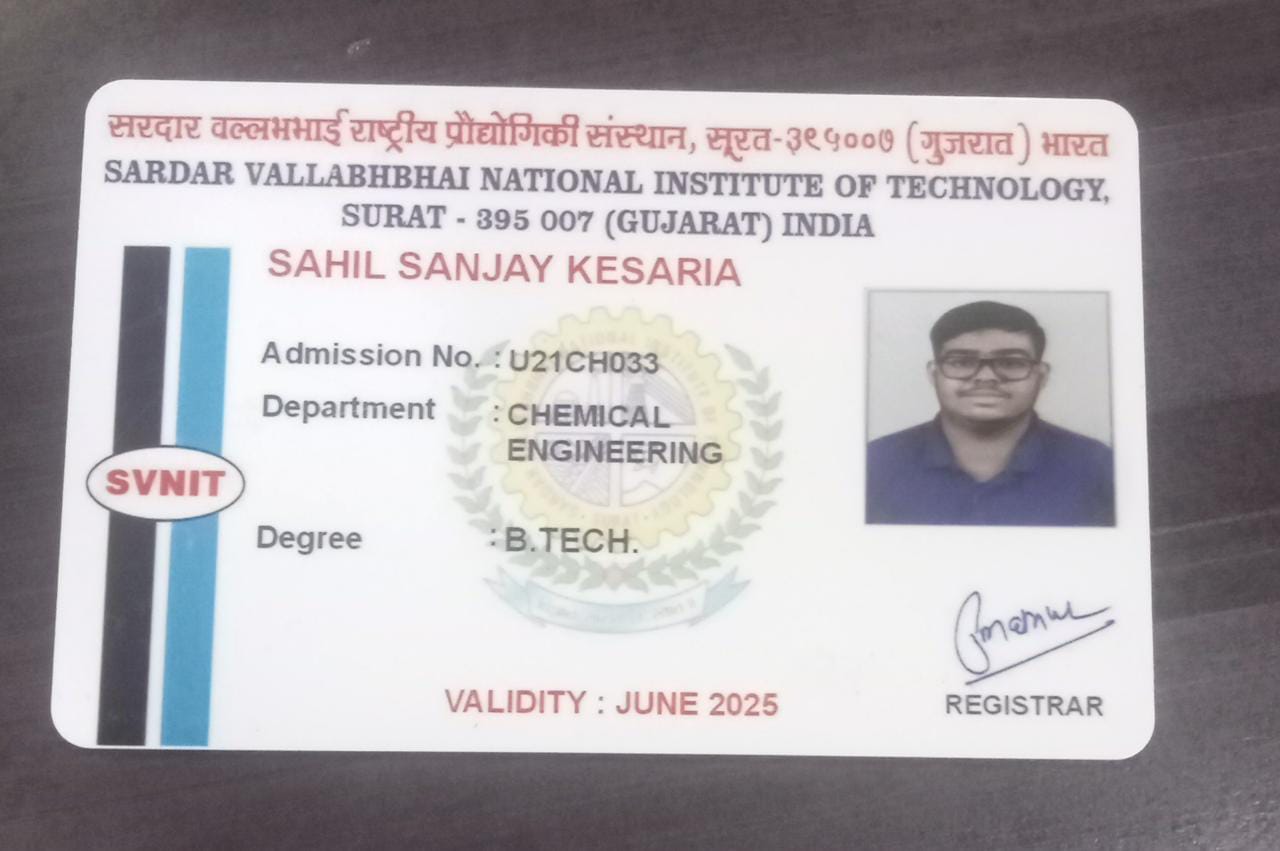 सरदार वल्लभभाई राष्ट्रीय प्रौद्योगिकी संस्थान, सूरत-३९५००७ (गुजरात) भारत
SARDAR VALLABHBHAI NATIONAL INSTITUTE OF TECHNOLOGY,
SURAT - 395 007 (GUJARAT) INDIA
SAHIL SANJAY KESARIA
Admission No. : U21CH033
Department : CHEMICAL
ENGINEERING
SVNIT
Degree : B.TECH.
VALIDITY : JUNE 2025
REGISTRAR